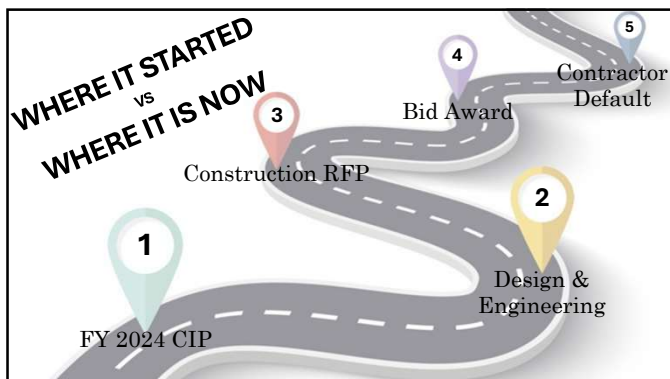 WHERE IT STARTED
vs
WHERE IT IS NOW
1
FY 2024 CIP
2
Design &
Engineering
3
Construction RFP
4
Bid Award
5
Contractor
Default